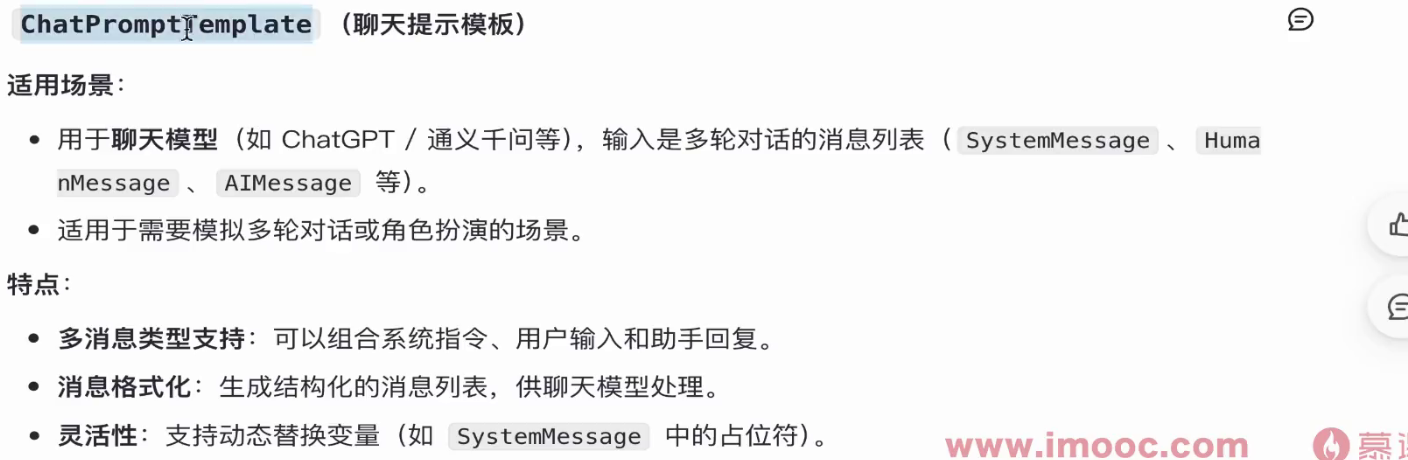 ChatPromptTemplate （聊天提示模板）
适用场景：
• 用于聊天模型（如 ChatGPT / 通义千问等），输入是多轮对话的消息列表（ SystemMessage 、 Huma
nMessage 、 AIMessage 等）。
• 适用于需要模拟多轮对话或角色扮演的场景。
特点：
• 多消息类型支持：可以组合系统指令、用户输入和助手回复。
• 消息格式化：生成结构化的消息列表，供聊天模型处理。
• 灵活性：支持动态替换变量（如 SystemMessage 中的占位符）。
www.imooc.com 慕